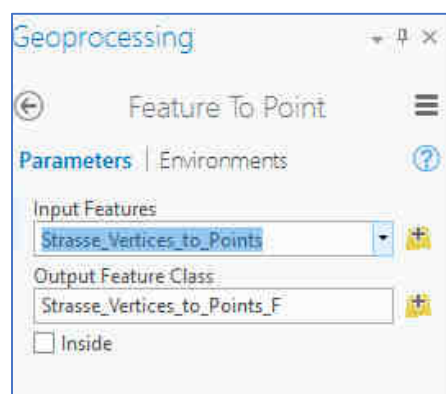 Geoprocessing
Feature To Point
Parameters | Environments
Input Features
Strasse_Vertices_to_Points
Output Feature Class
Strasse_Vertices_to_Points_F
Inside